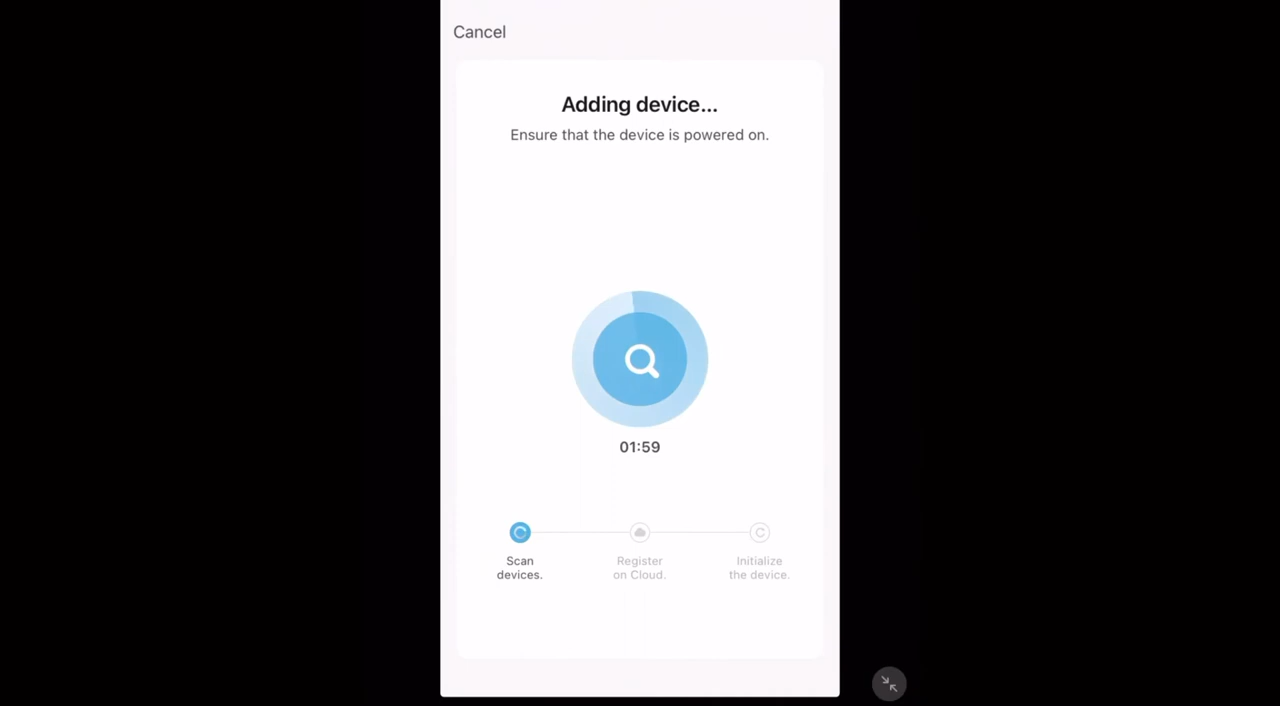 Cancel
Adding device...
Ensure that the device is powered on.
01:59
Scan
devices.
Register
on Cloud.
Initialize
the device.